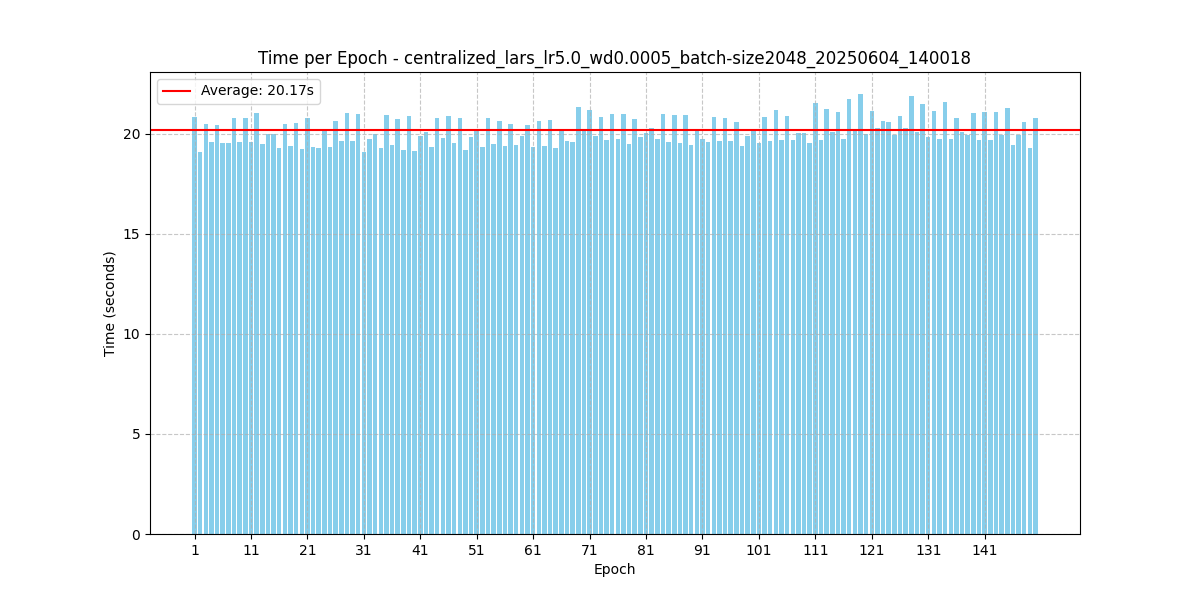 Time per Epoch - centralized_lars_lr5.0_wd0.0005_batch-size2048_20250604_140018
Average: 20.17s
20
15
10
5
0
Time (seconds)
1 11 21 31 41 51 61 71 81 91 101 111 121 131 141
Epoch